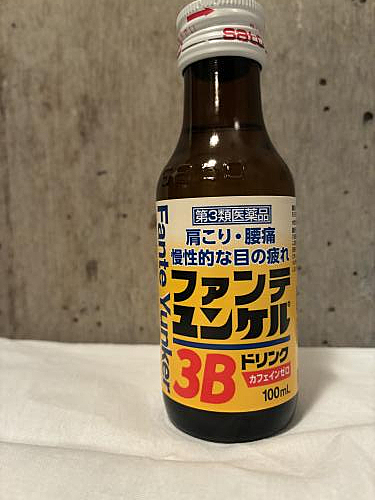 第3類医薬品
肩こり・腰痛
慢性的な目の疲れ
ファンテ
ユンケル
3B
ドリンク
カフェインゼロ
100mL
Fante Yunker